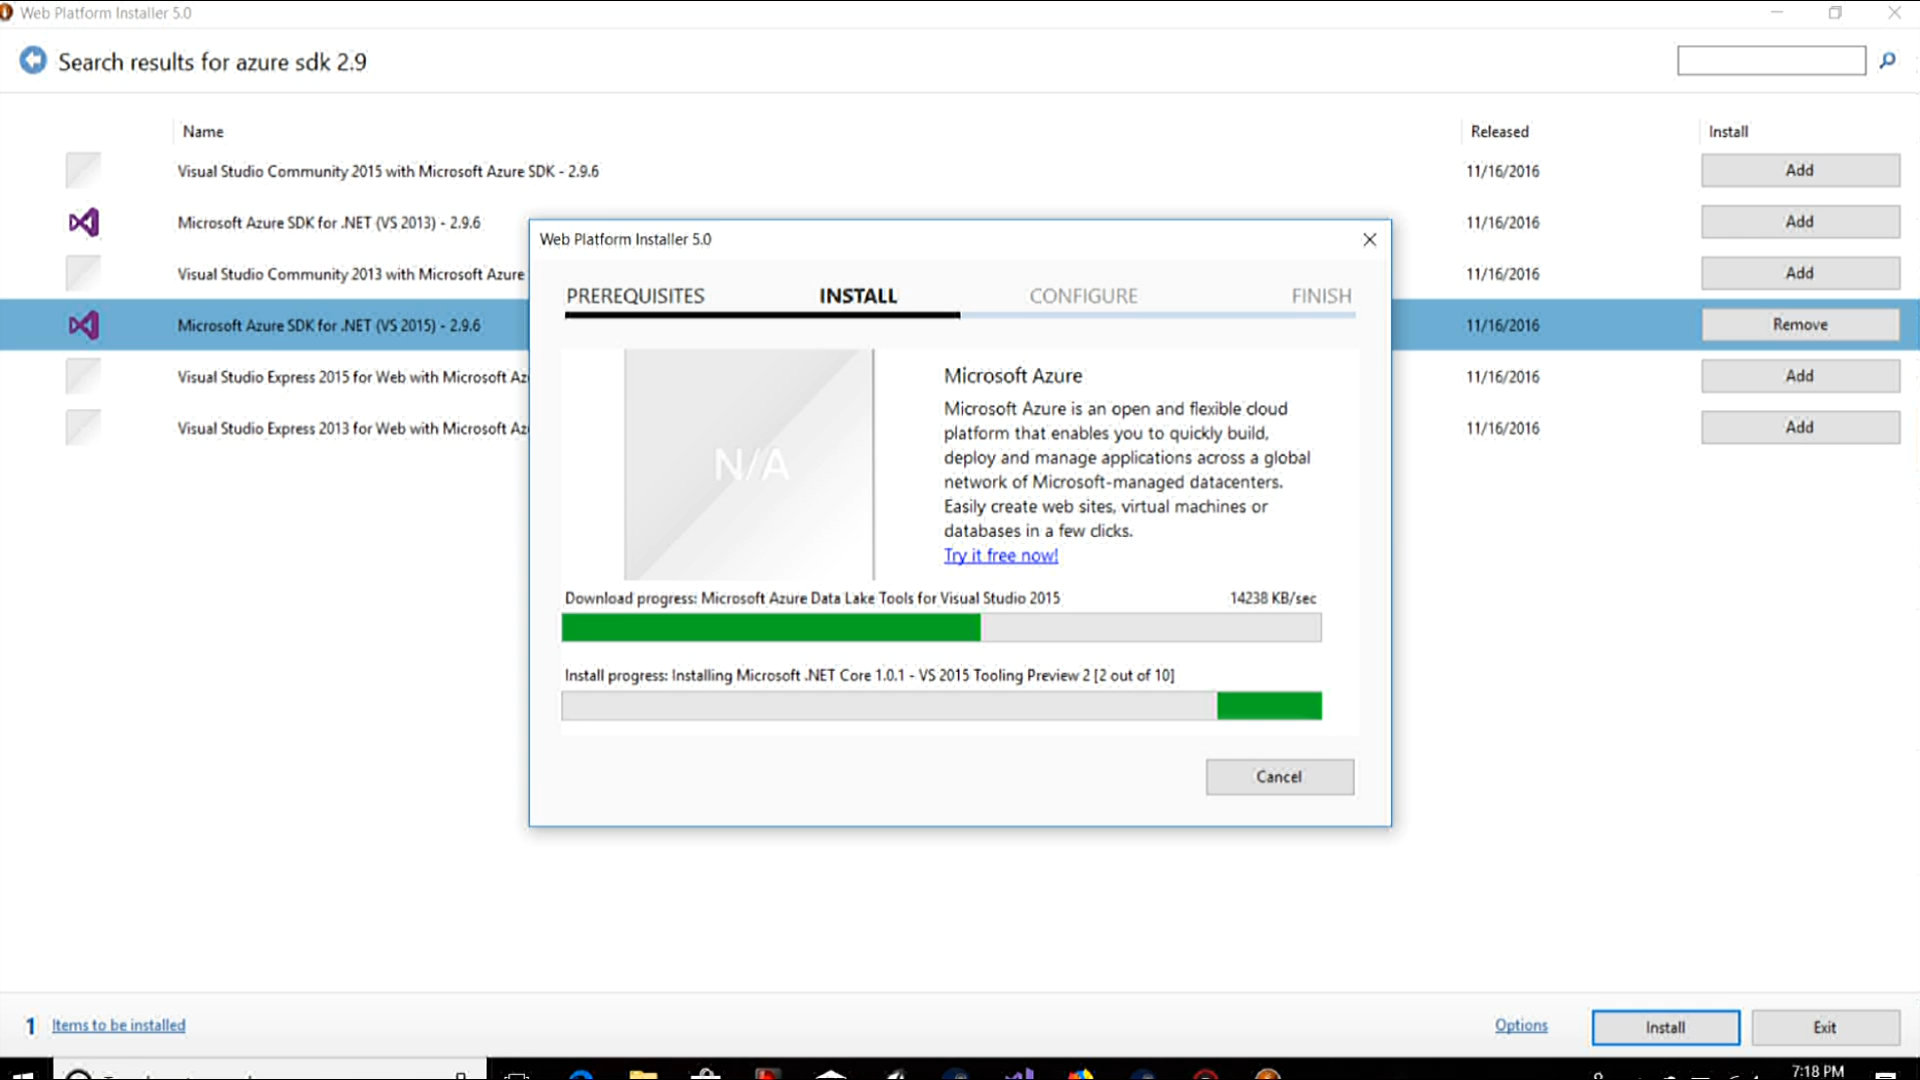 Web Platform Installer 5.0
Search results for azure sdk 2.9
Name Released Install
Visual Studio Community 2015 with Microsoft Azure SDK - 2.9.6 11/16/2016 Add
Microsoft Azure SDK for .NET (VS 2013) - 2.9.6 11/16/2016 Add
Visual Studio Community 2013 with Microsoft Azure 11/16/2016 Add
Microsoft Azure SDK for .NET (VS 2015) - 2.9.6 11/16/2016 Remove
Visual Studio Express 2015 for Web with Microsoft Az 11/16/2016 Add
Visual Studio Express 2013 for Web with Microsoft Az 11/16/2016 Add
Web Platform Installer 5.0
PREREQUISITES INSTALL CONFIGURE FINISH
N/A
Microsoft Azure
Microsoft Azure is an open and flexible cloud
platform that enables you to quickly build,
deploy and manage applications across a global
network of Microsoft-managed datacenters.
Easily create web sites, virtual machines or
databases in a few clicks.
Try it free now!
Download progress: Microsoft Azure Data Lake Tools for Visual Studio 2015 14238 KB/sec
Install progress: Installing Microsoft .NET Core 1.0.1 - VS 2015 Tooling Preview 2 [2 out of 10]
Cancel
1 Items to be installed
Options Install Exit
7:18 PM